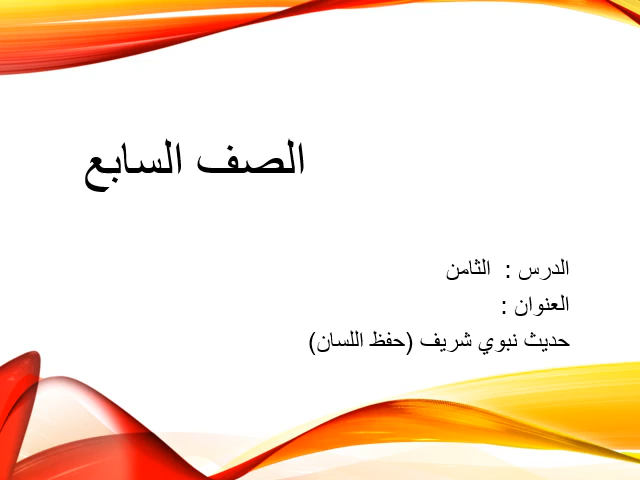 الصف السابع
الدرس : الثامن
العنوان :
حديث نبوي شريف (حفظ اللسان)